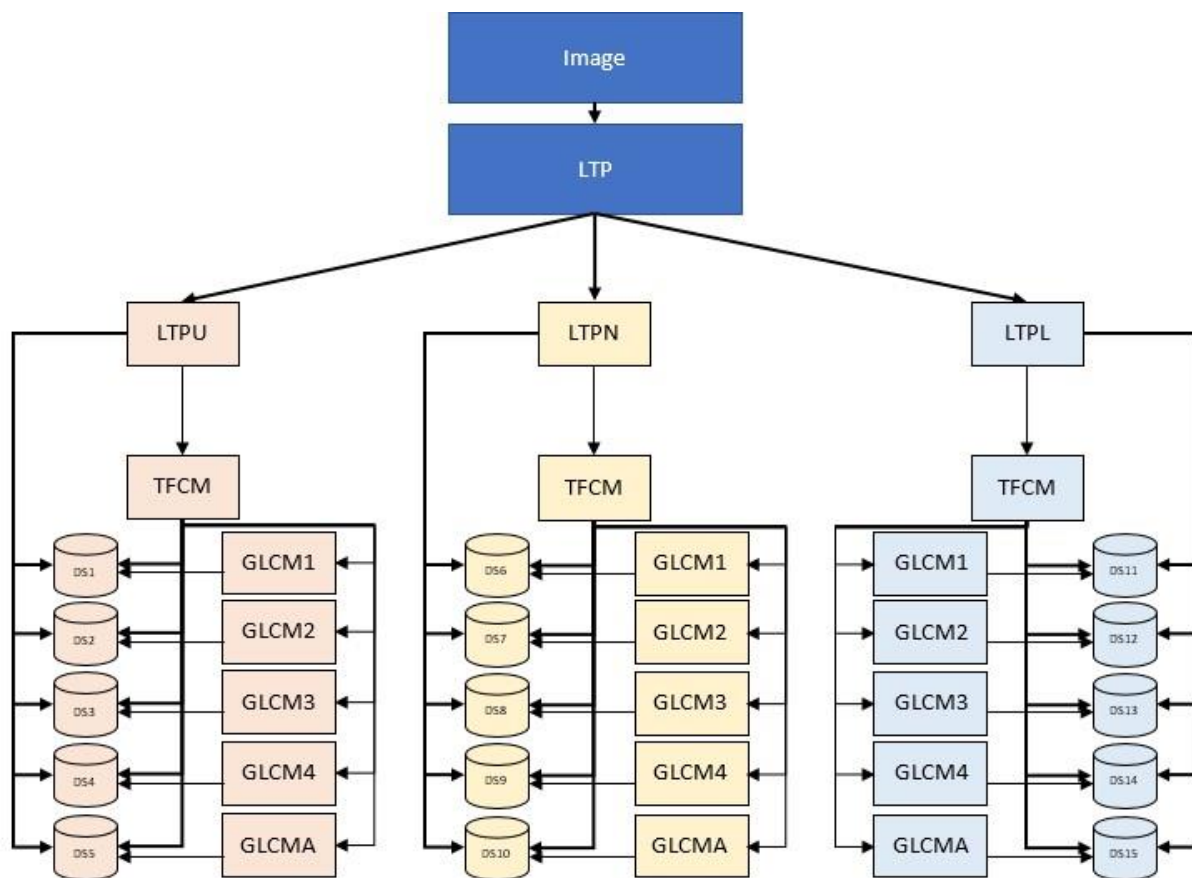 Image
LTP
LTPU
LTPN
LTPL
TFCM
TFCM
TFCM
DS1
GLCM1
DS6
GLCM1
GLCM1
DS11
DS2
GLCM2
DS7
GLCM2
GLCM2
DS12
DS3
GLCM3
DS8
GLCM3
GLCM3
DS13
DS4
GLCM4
DS9
GLCM4
GLCM4
DS14
DS5
GLCMA
DS10
GLCMA
GLCMA
DS15